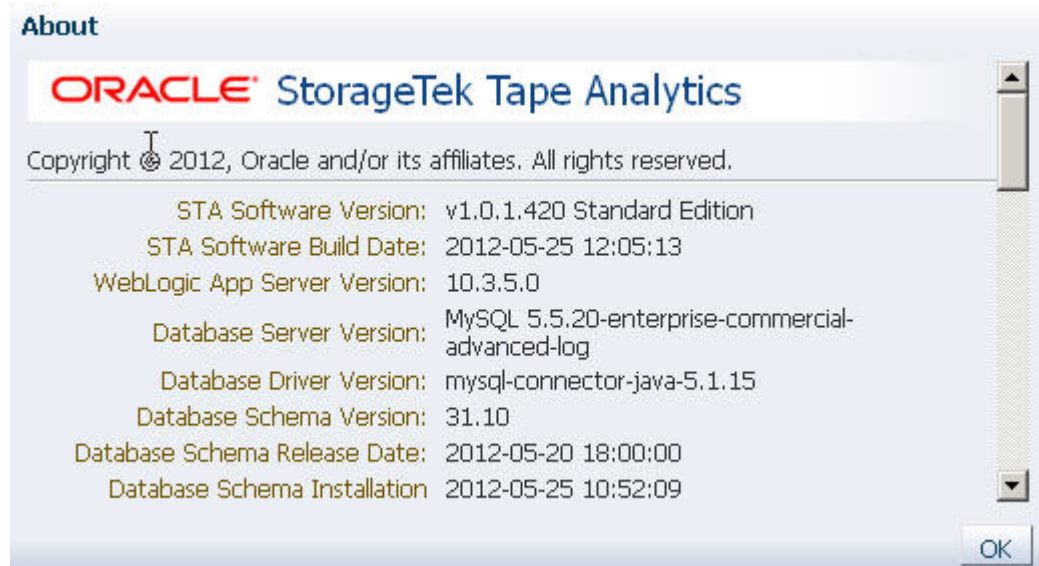 About
ORACLE StorageTek Tape Analytics
Copyright © 2012, Oracle and/or its affiliates. All rights reserved.
STA Software Version: v1.0.1.420 Standard Edition
STA Software Build Date: 2012-05-25 12:05:13
WebLogic App Server Version: 10.3.5.0
Database Server Version: MySQL 5.5.20-enterprise-commercial-
advanced-log
Database Driver Version: mysql-connector-java-5.1.15
Database Schema Version: 31.10
Database Schema Release Date: 2012-05-20 18:00:00
Database Schema Installation 2012-05-25 10:52:09
OK